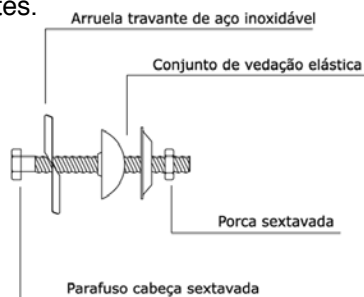 tes.
Arruela travante de aço inoxidável
Conjunto de vedação elástica
Porca sextavada
Parafuso cabeça sextavada